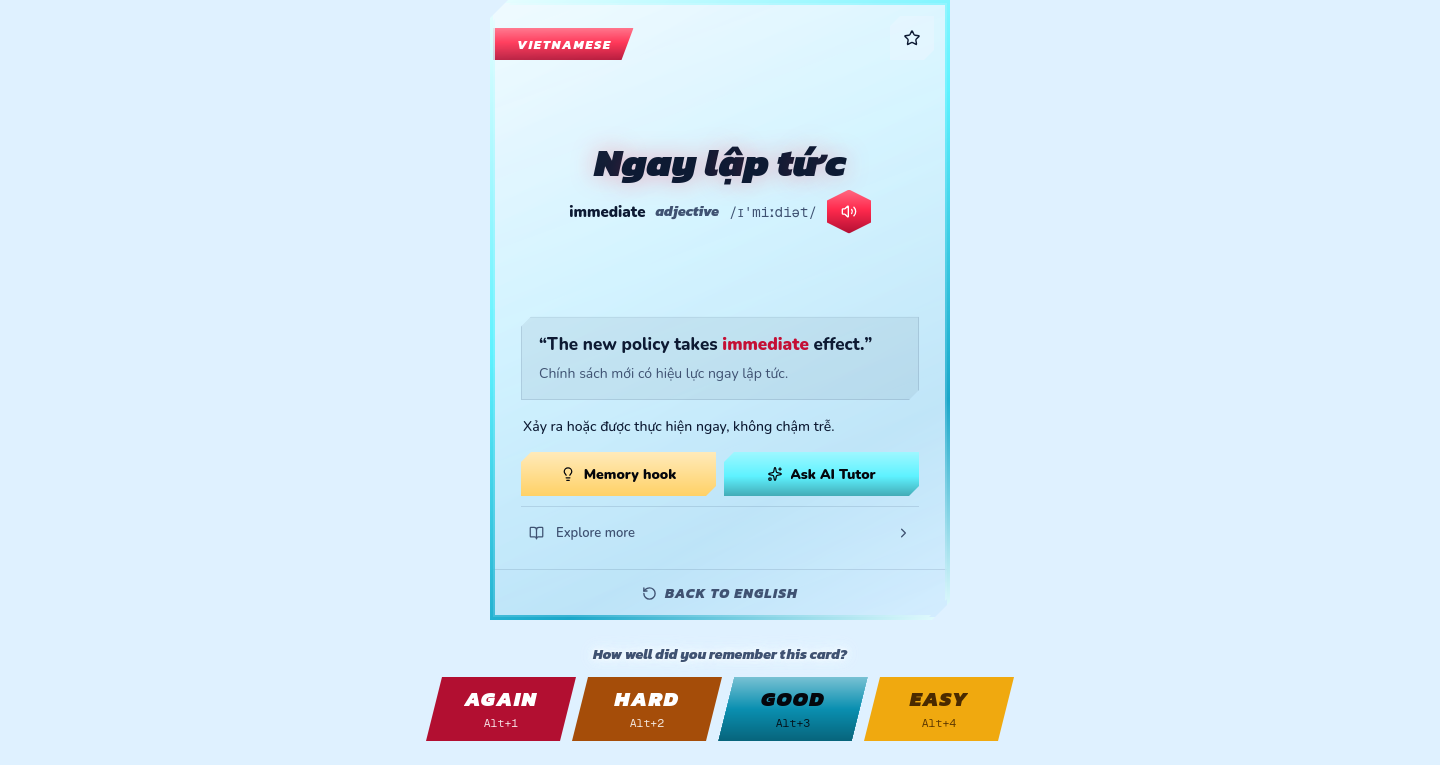 VIETNAMESE
Ngay lập tức
immediate adjective /ɪˈmiːdiət/
“The new policy takes immediate effect.”
Chính sách mới có hiệu lực ngay lập tức.
Xảy ra hoặc được thực hiện ngay, không chậm trễ.
Memory hook Ask AI Tutor
Explore more
BACK TO ENGLISH
How well did you remember this card?
AGAIN HARD GOOD EASY
Alt+1 Alt+2 Alt+3 Alt+4